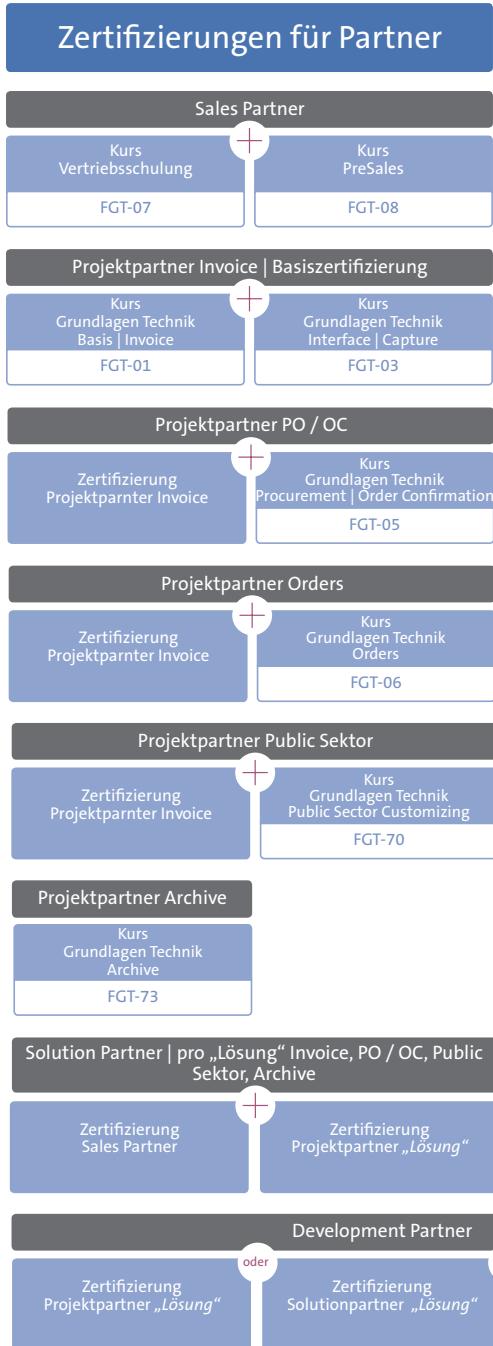 Zertifizierungen für Partner
Sales Partner
Kurs
Vertriebsschulung
FGT-07
Kurs
PreSales
FGT-08
Projektpartner Invoice | Basiszertifizierung
Kurs
Grundlagen Technik
Basis | Invoice
FGT-01
Kurs
Grundlagen Technik
Interface | Capture
FGT-03
Projektpartner PO / OC
Zertifizierung
Projektparnter Invoice
Kurs
Grundlagen Technik
Procurement | Order Confirmation
FGT-05
Projektpartner Orders
Zertifizierung
Projektparnter Invoice
Kurs
Grundlagen Technik
Orders
FGT-06
Projektpartner Public Sektor
Zertifizierung
Projektparnter Invoice
Kurs
Grundlagen Technik
Public Sector Customizing
FGT-70
Projektpartner Archive
Kurs
Grundlagen Technik
Archive
FGT-73
Solution Partner | pro „Lösung“ Invoice, PO / OC, Public
Sektor, Archive
Zertifizierung
Sales Partner
Zertifizierung
Projektpartner „Lösung“
Development Partner
Zertifizierung
Projektpartner „Lösung“
oder
Zertifizierung
Solutionpartner „Lösung“